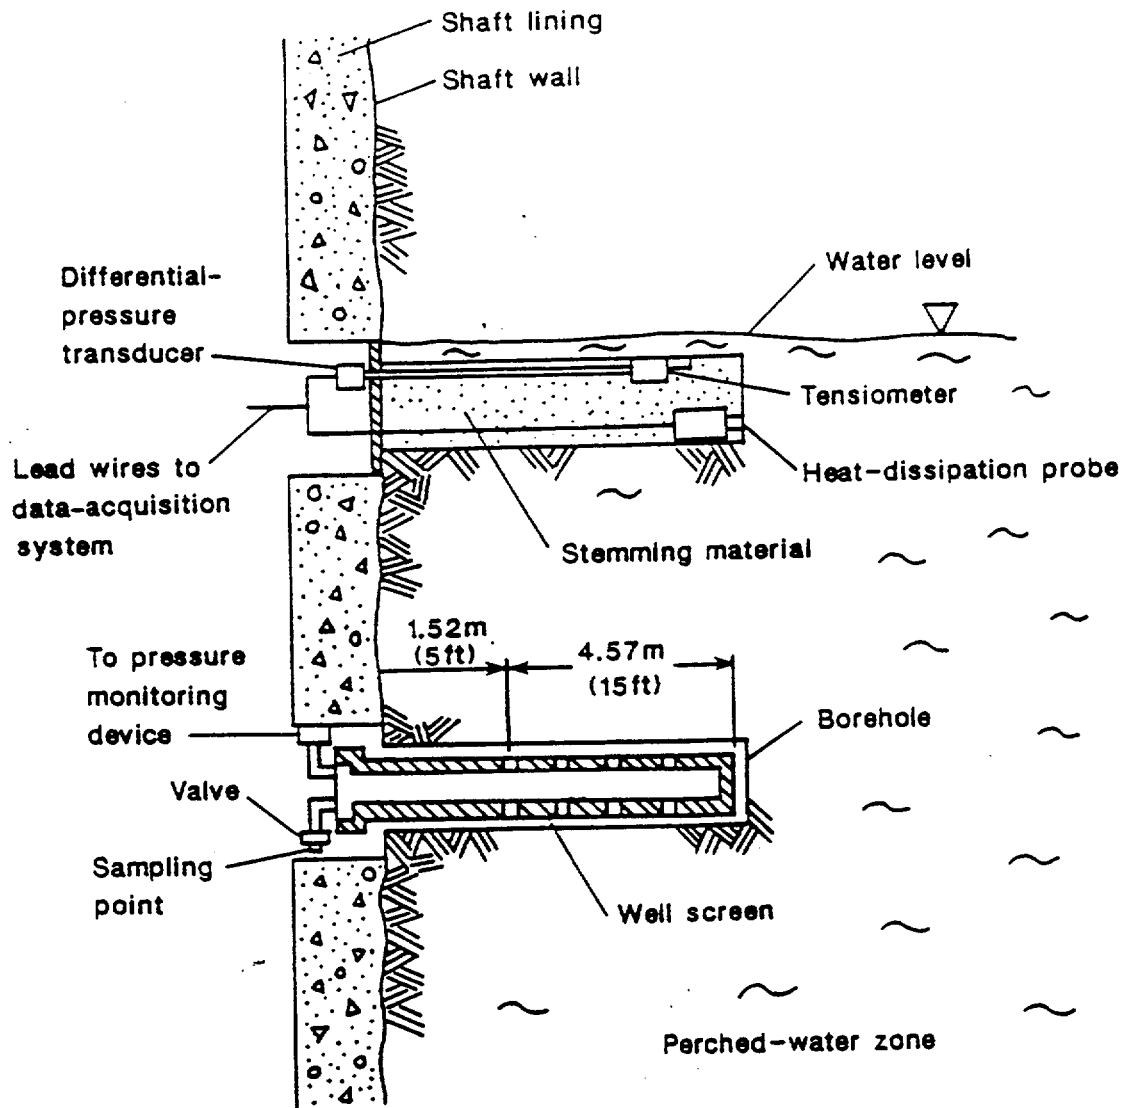 Shaft lining
Shaft wall
Water level
Differential-
pressure
transducer
Tensiometer
Heat-dissipation probe
Lead wires to
data-acquisition
system
Stemming material
1.52m
(5ft)
4.57m
(15ft)
To pressure
monitoring
device
Borehole
Valve
Sampling
point
Well screen
Perched-water zone